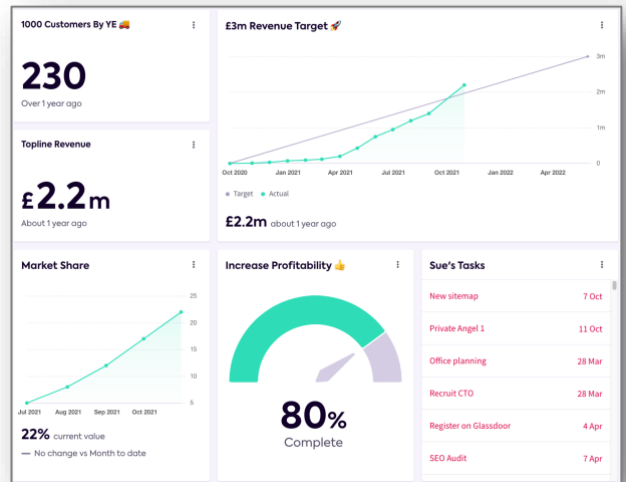 1000 Customers By YE 🚚
230
Over 1 year ago
Topline Revenue
£2.2m
About 1 year ago
£3m Revenue Target 🚀
3m
2m
1m
0
Oct 2020 Jan 2021 Apr 2021 Jul 2021 Oct 2021 Jan 2022 Apr 2022
Target Actual
£2.2m about 1 year ago
Market Share
25
20
15
10
5
Jul 2021 Aug 2021 Sep 2021 Oct 2021
22% current value
— No change vs Month to date
Increase Profitability 👍
80%
Complete
Sue's Tasks
New sitemap 7 Oct
Private Angel 1 11 Oct
Office planning 28 Mar
Recruit CTO 28 Mar
Register on Glassdoor 4 Apr
SEO Audit 7 Apr